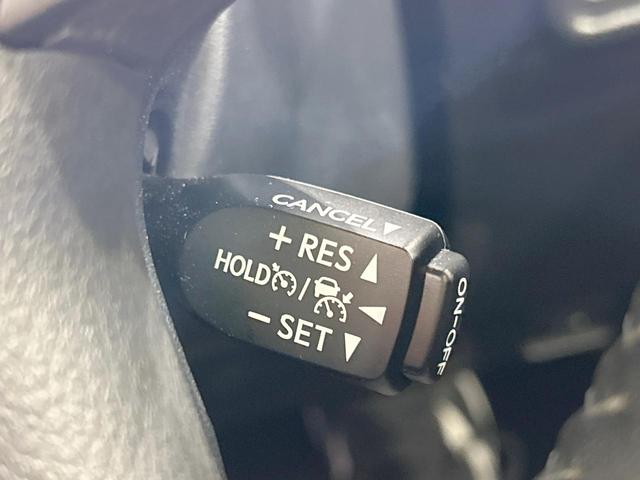 CANCEL▼
+ RES ▲
HOLD /  ◀
− SET ▼
ON-OFF